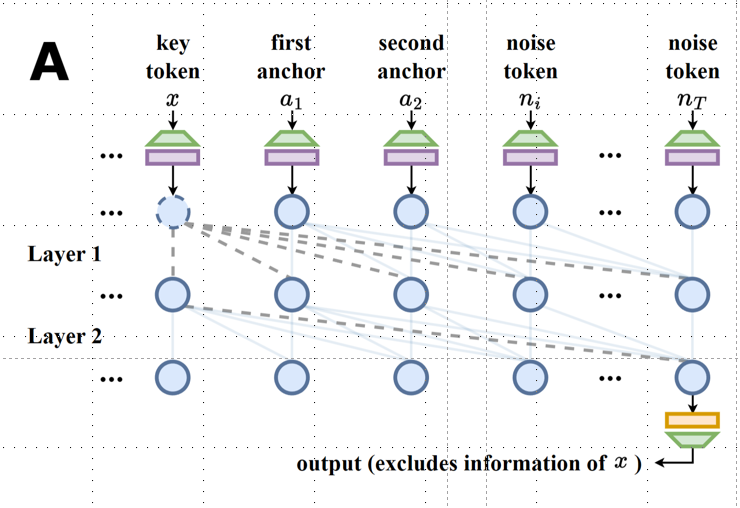 A
key first second noise noise
token anchor anchor token token
x a₁ a₂ nᵢ n_T
... ...
... ...
Layer 1
... ...
Layer 2
... ...
output (excludes information of x )